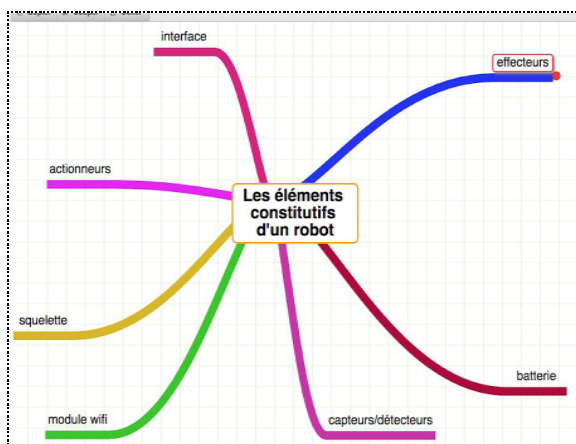 interface
effecteurs
actionneurs
Les éléments
constitutifs
d'un robot
squelette
batterie
module wifi
capteurs/détecteurs